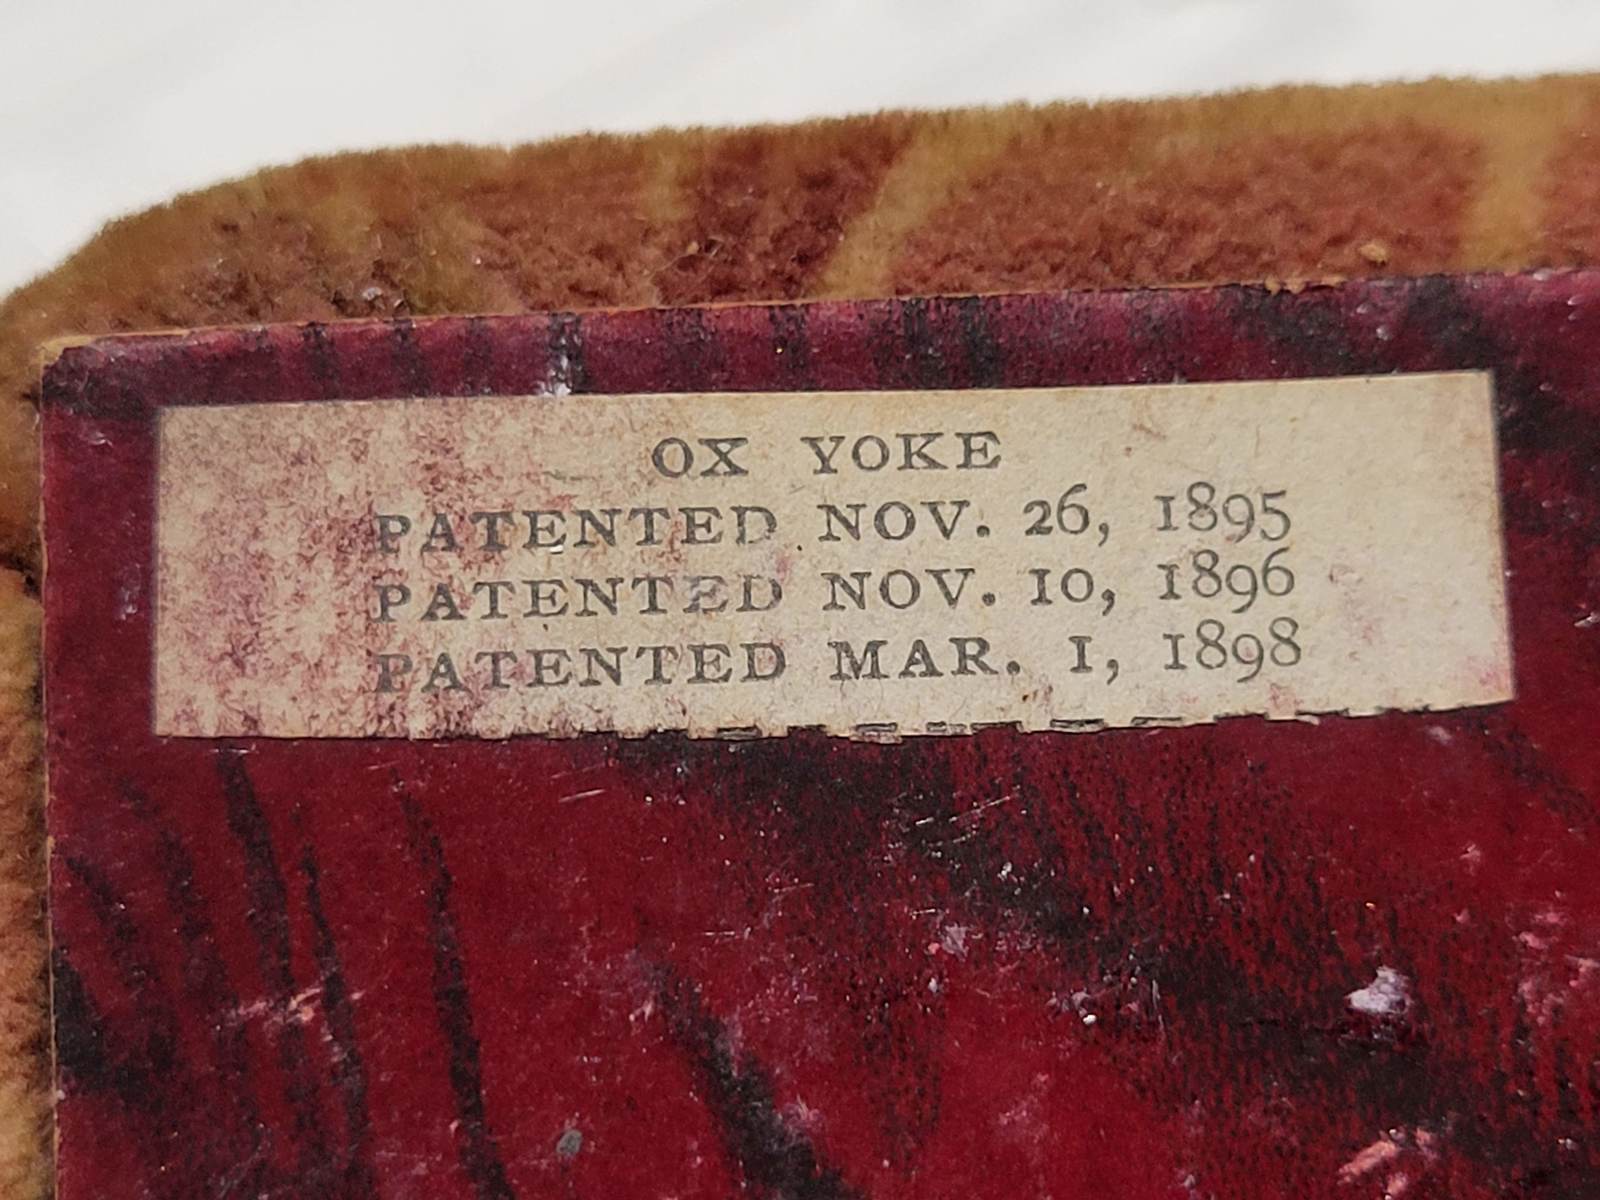 OX YOKE
PATENTED NOV. 26, 1895
PATENTED NOV. 10, 1896
PATENTED MAR. 1, 1898